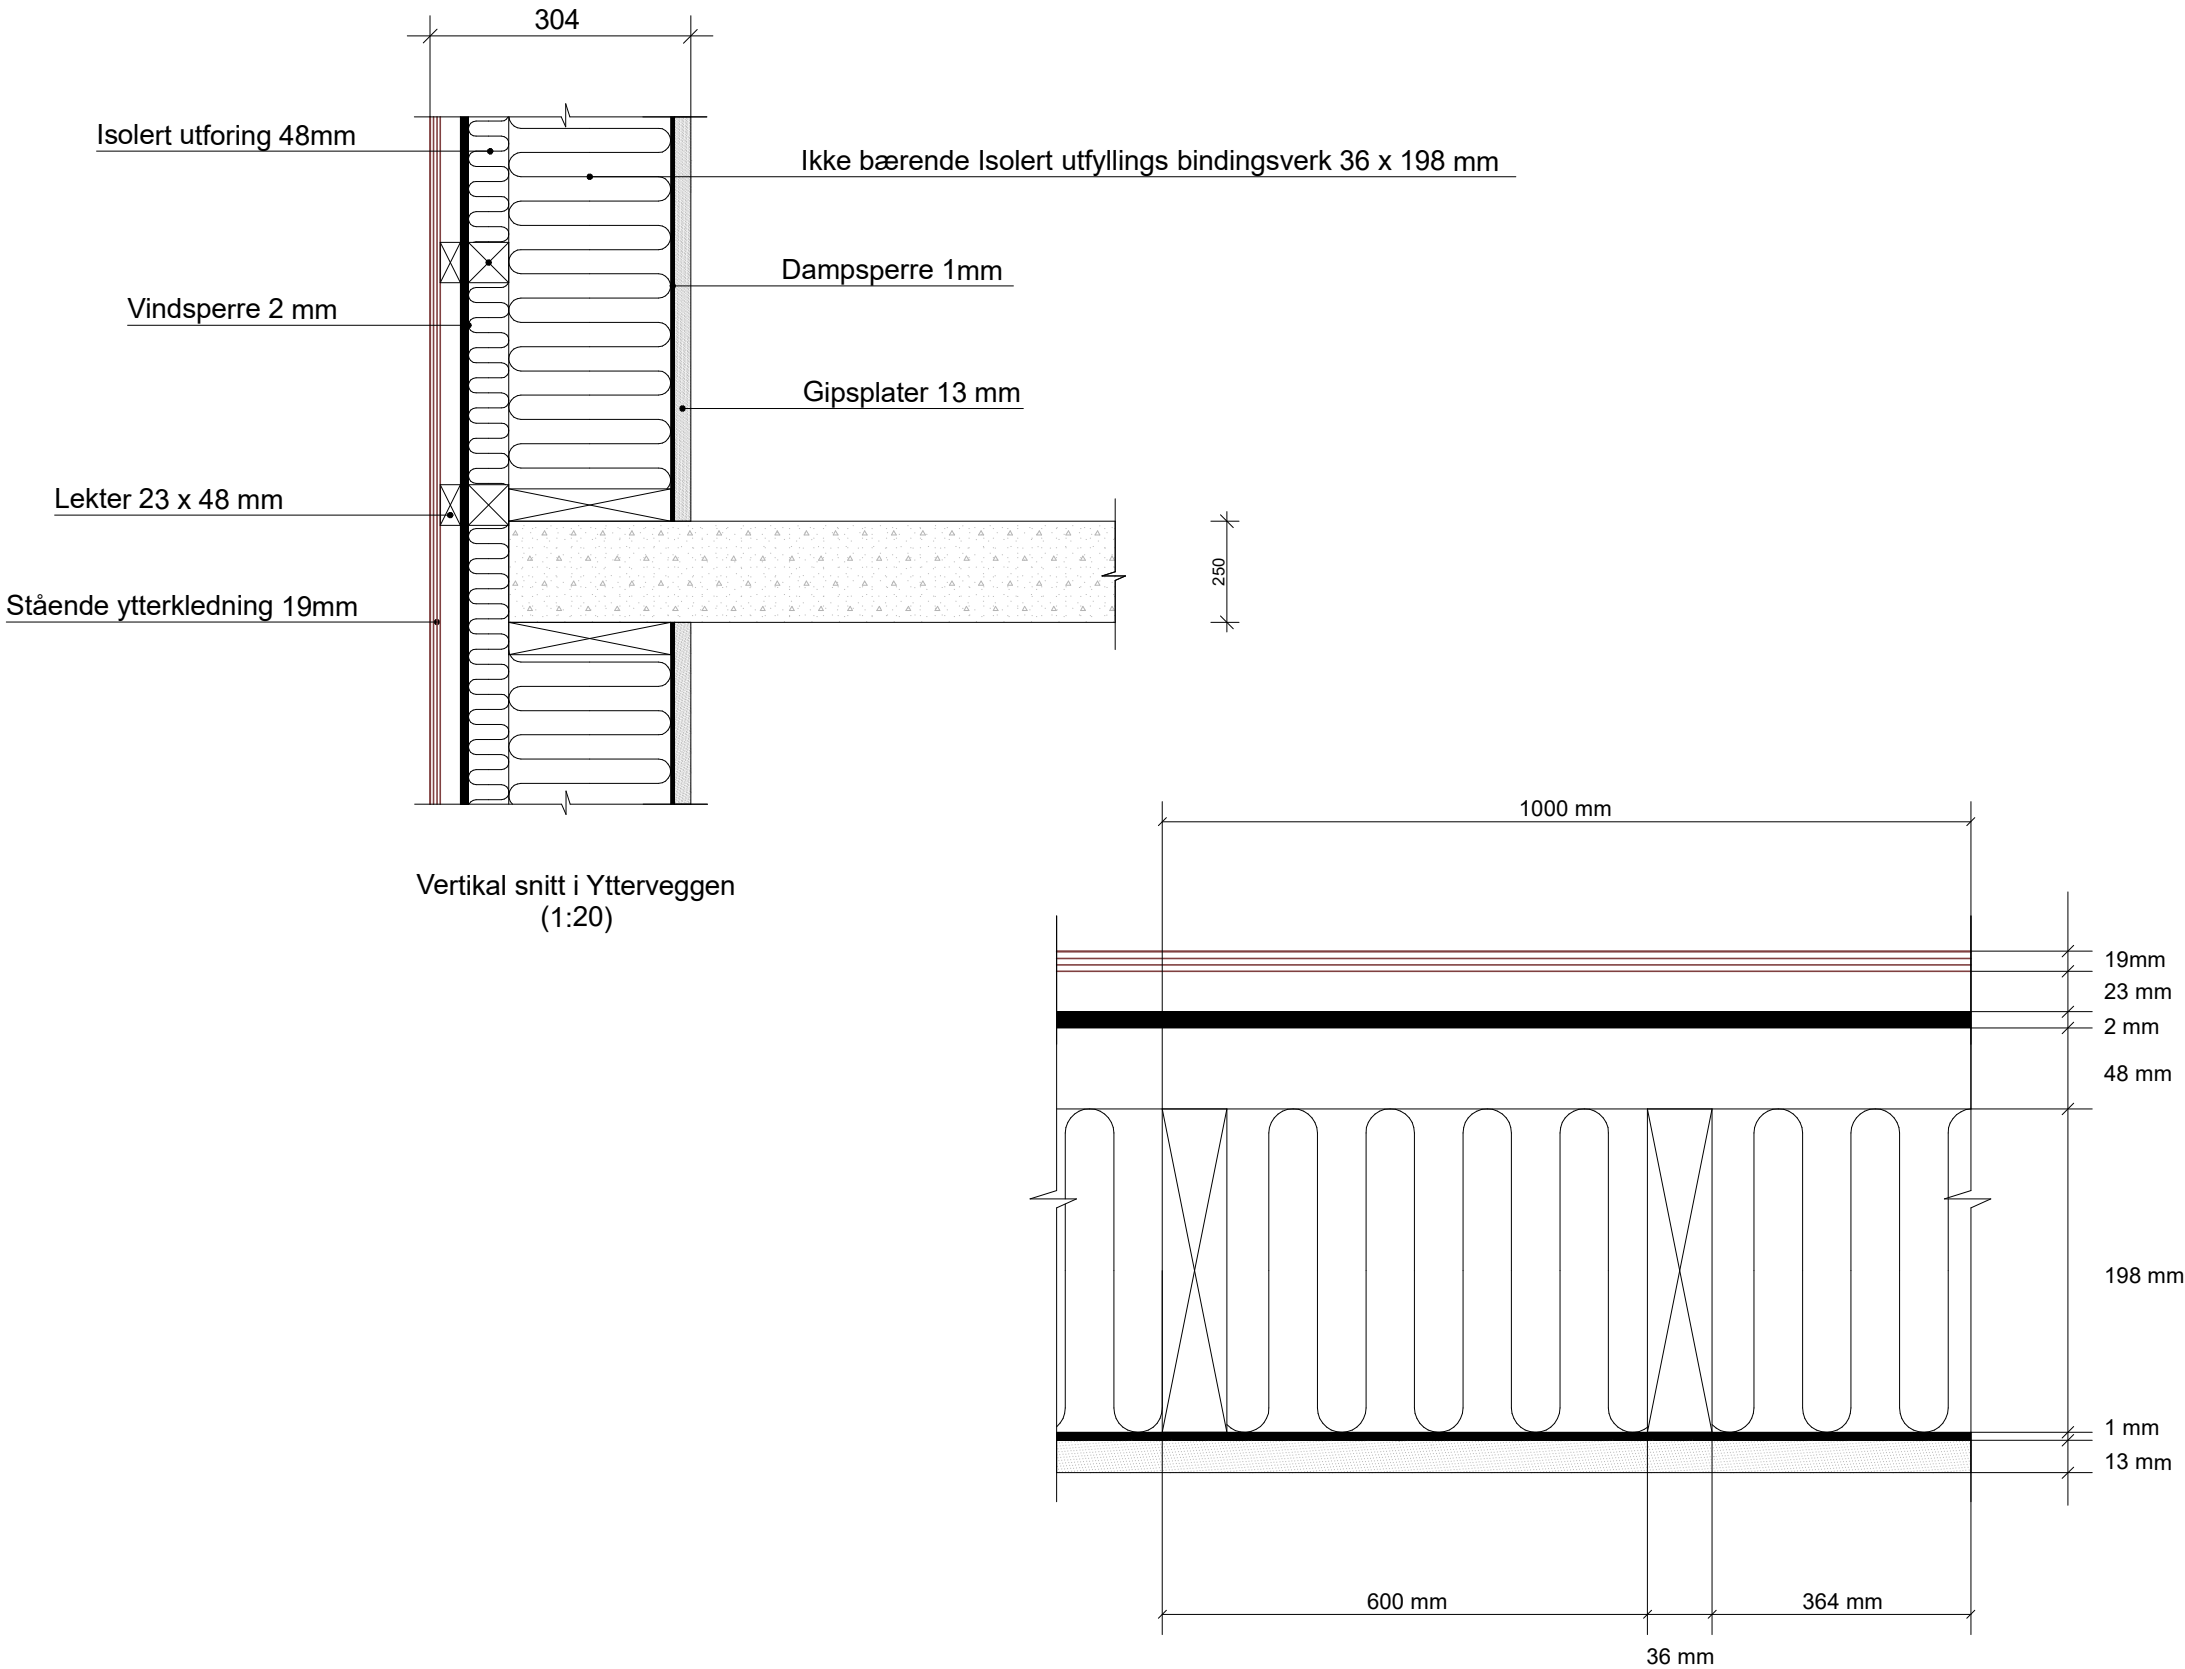 304
Isolert utforing 48mm
Ikke bærende Isolert utfyllings bindingsverk 36 x 198 mm
Dampsperre 1mm
Vindsperre 2 mm
Gipsplater 13 mm
Lekter 23 x 48 mm
250
Stående ytterkledning 19mm
Vertikal snitt i Ytterveggen
(1:20)
1000 mm
19mm
23 mm
2 mm
48 mm
198 mm
1 mm
13 mm
600 mm
364 mm
36 mm